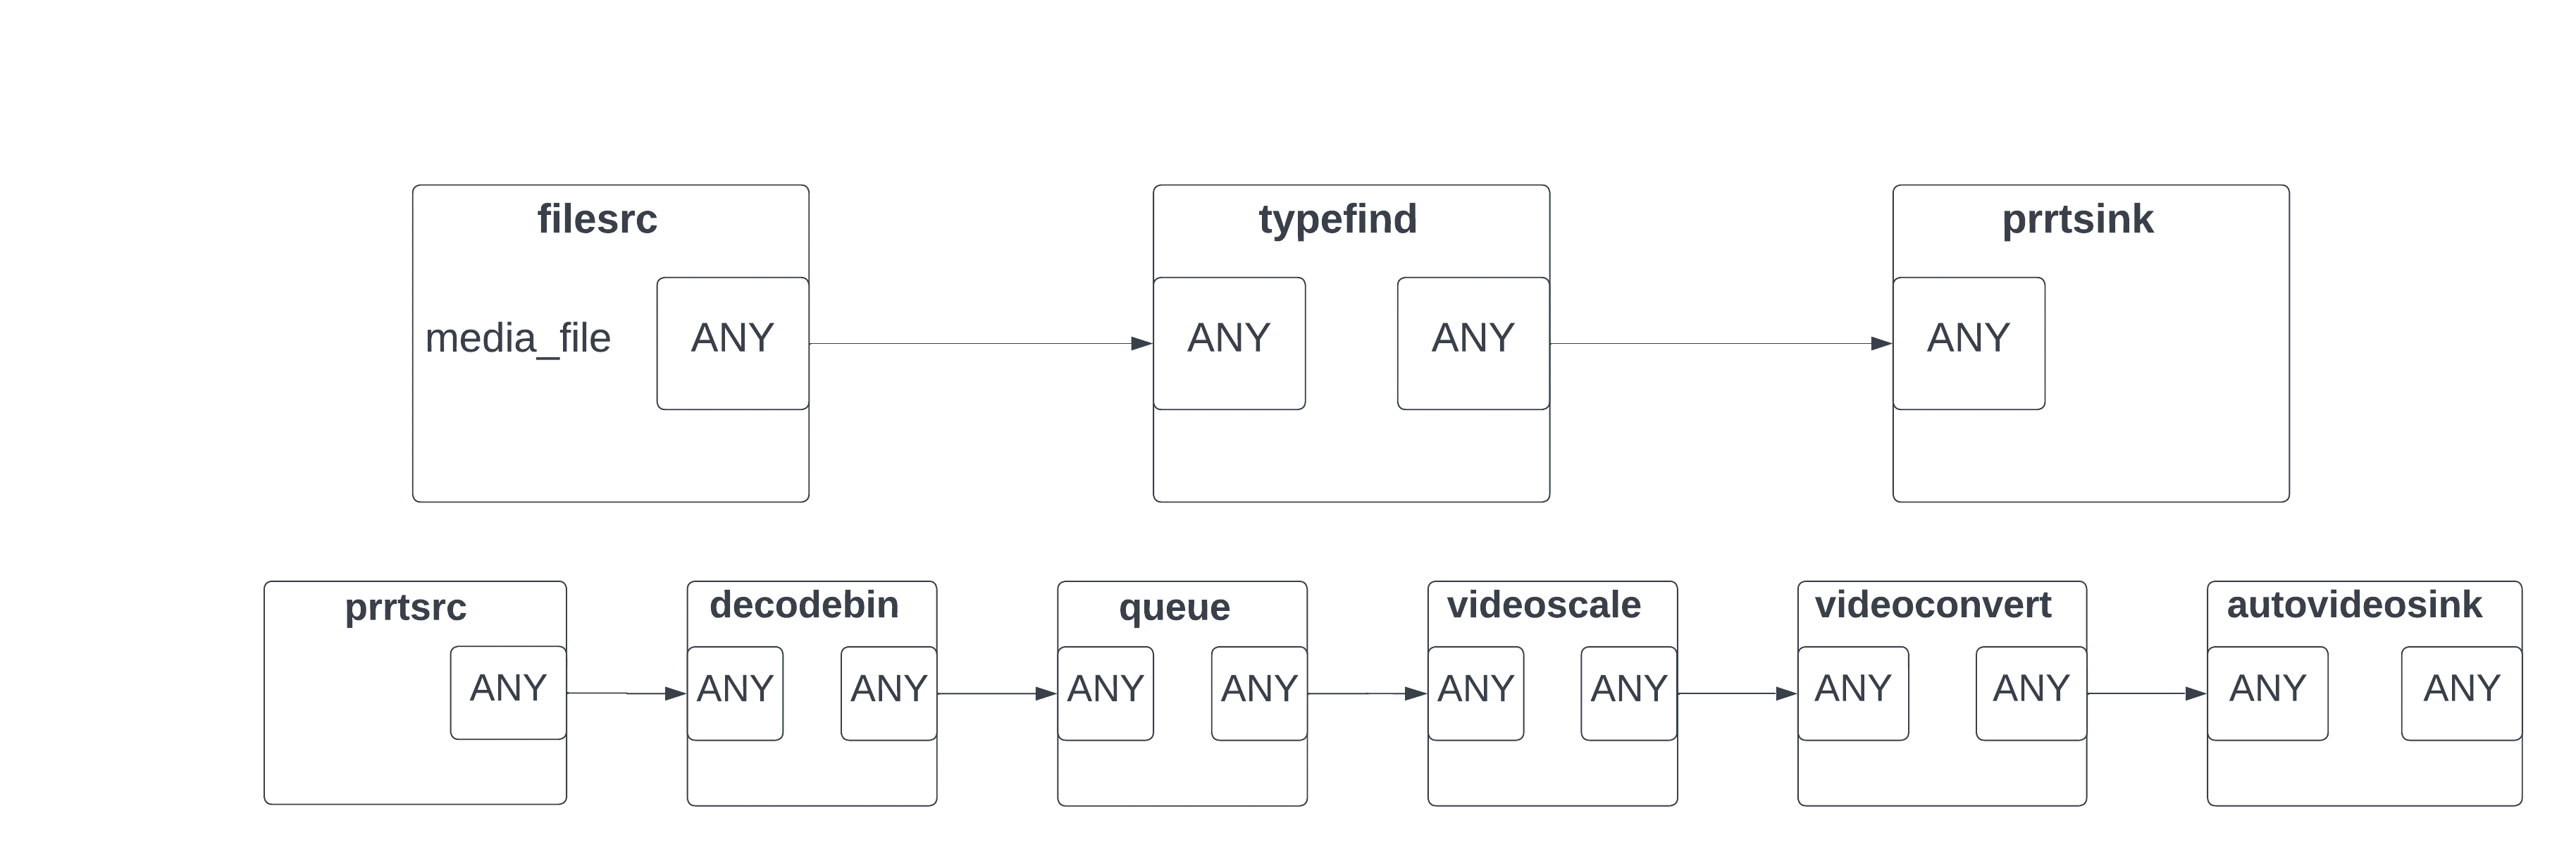 filesrc
typefind
prrtsink
media_file
ANY
ANY
ANY
ANY
prrtsrc
decodebin
queue
videoscale
videoconvert
autovideosink
ANY
ANY
ANY
ANY
ANY
ANY
ANY
ANY
ANY
ANY
ANY